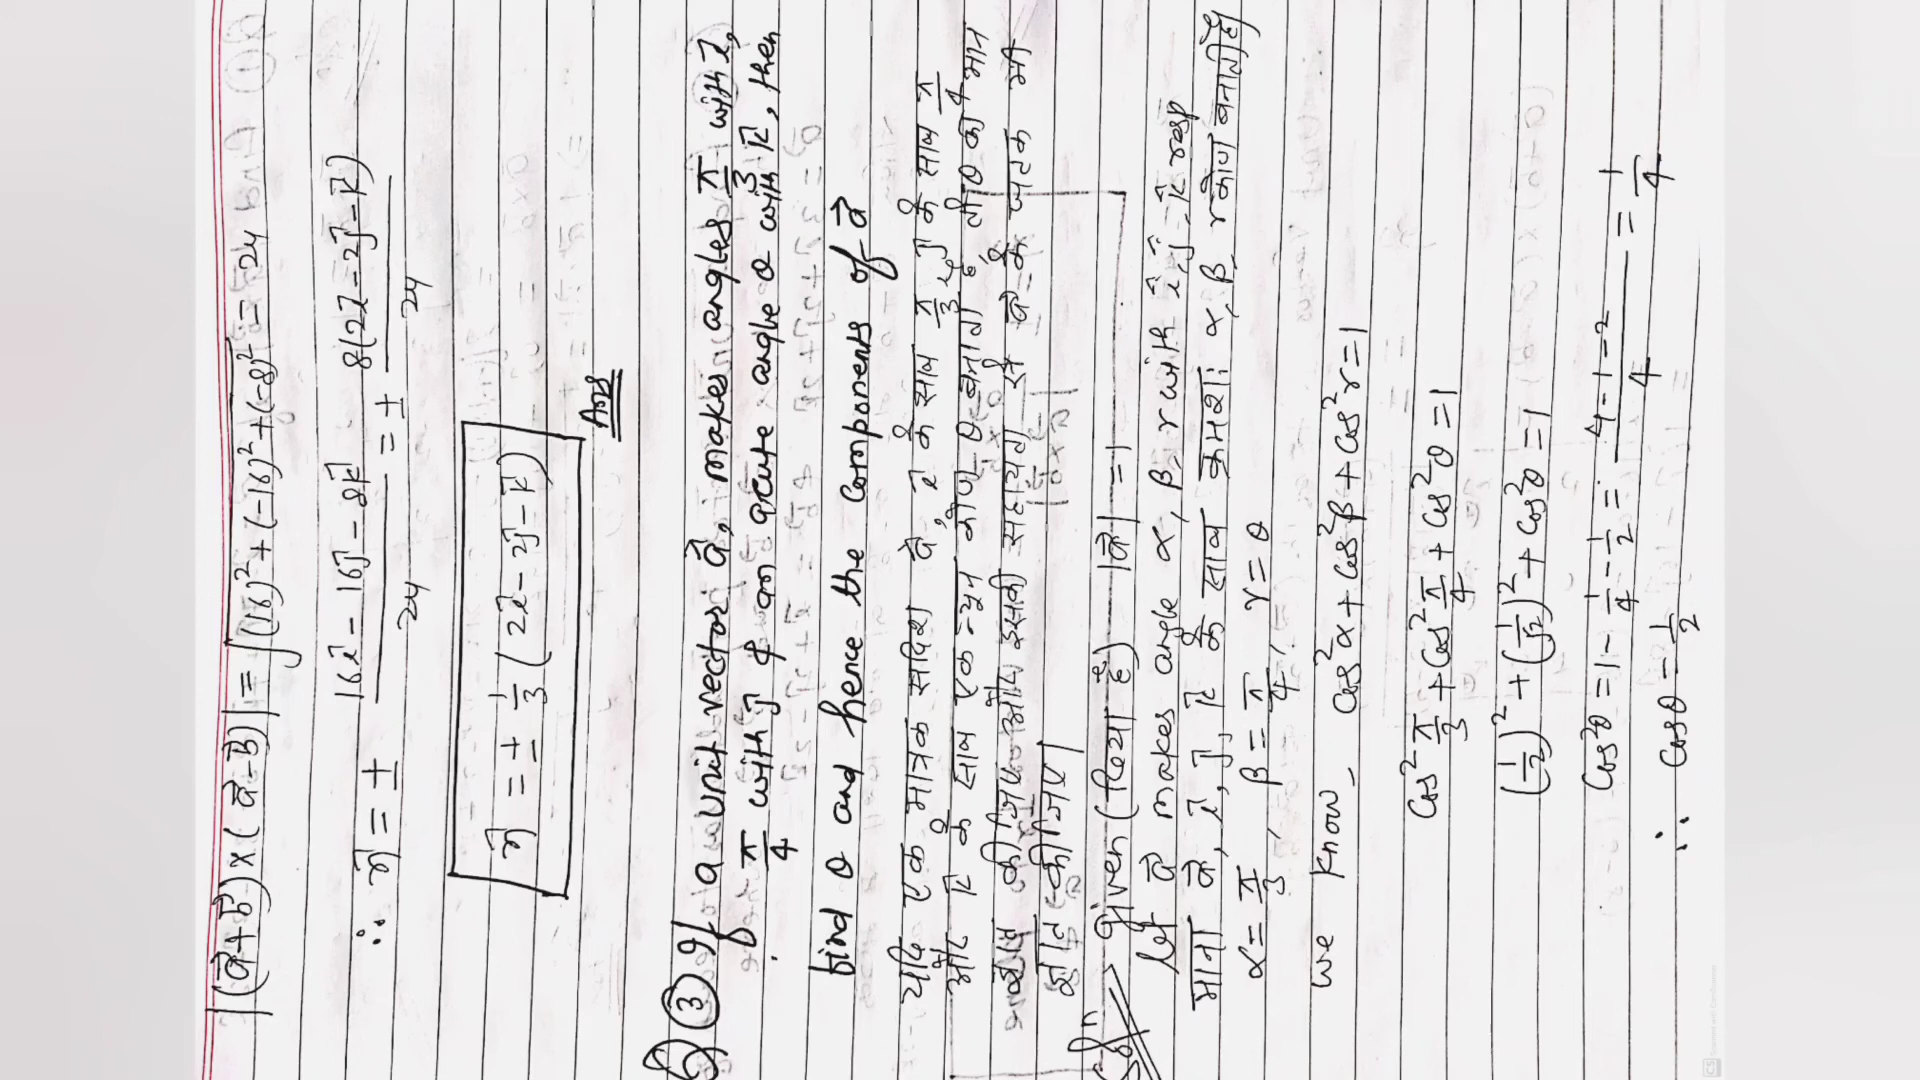 |(a⃗+b⃗)×(a⃗-b⃗)| = √(16)²+(-16)²+(-8)² = 24
∴ n⃗ = ± 16î-16ĵ-8k̂/24 = ± 8(2î-2ĵ-k̂)/24
n⃗ = ± 1/3 (2î-2ĵ-k̂)
Ans
Q③ If a unit vector a⃗, makes angles π/3 with î,
π/4 with ĵ & an acute angle θ with k̂, then
find θ and hence the components of a⃗
यदि एक मात्रक सदिश a⃗, î के साथ π/3, ĵ के साथ π/4
और k̂ के साथ एक न्यून कोण θ बनाता है तो θ का मान
ज्ञात कीजिए और इसकी सहायता से a⃗ के घटक भी
ज्ञात कीजिए
Solⁿ given (दिया है) |a⃗| = 1
let a⃗ makes angle α, β, γ with î, ĵ, k̂ resp
माना a⃗, î, ĵ, k̂ के साथ क्रमशः α, β, γ कोण बनाती है
α = π/3, β = π/4, γ = θ
we know cos²α + cos²β + cos²γ = 1
cos² π/3 + cos² π/4 + cos²θ = 1
(1/2)² + (1/√2)² + cos²θ = 1
cos²θ = 1 - 1/4 - 1/2 = 4-1-2/4 = 1/4
∴ cosθ = 1/2